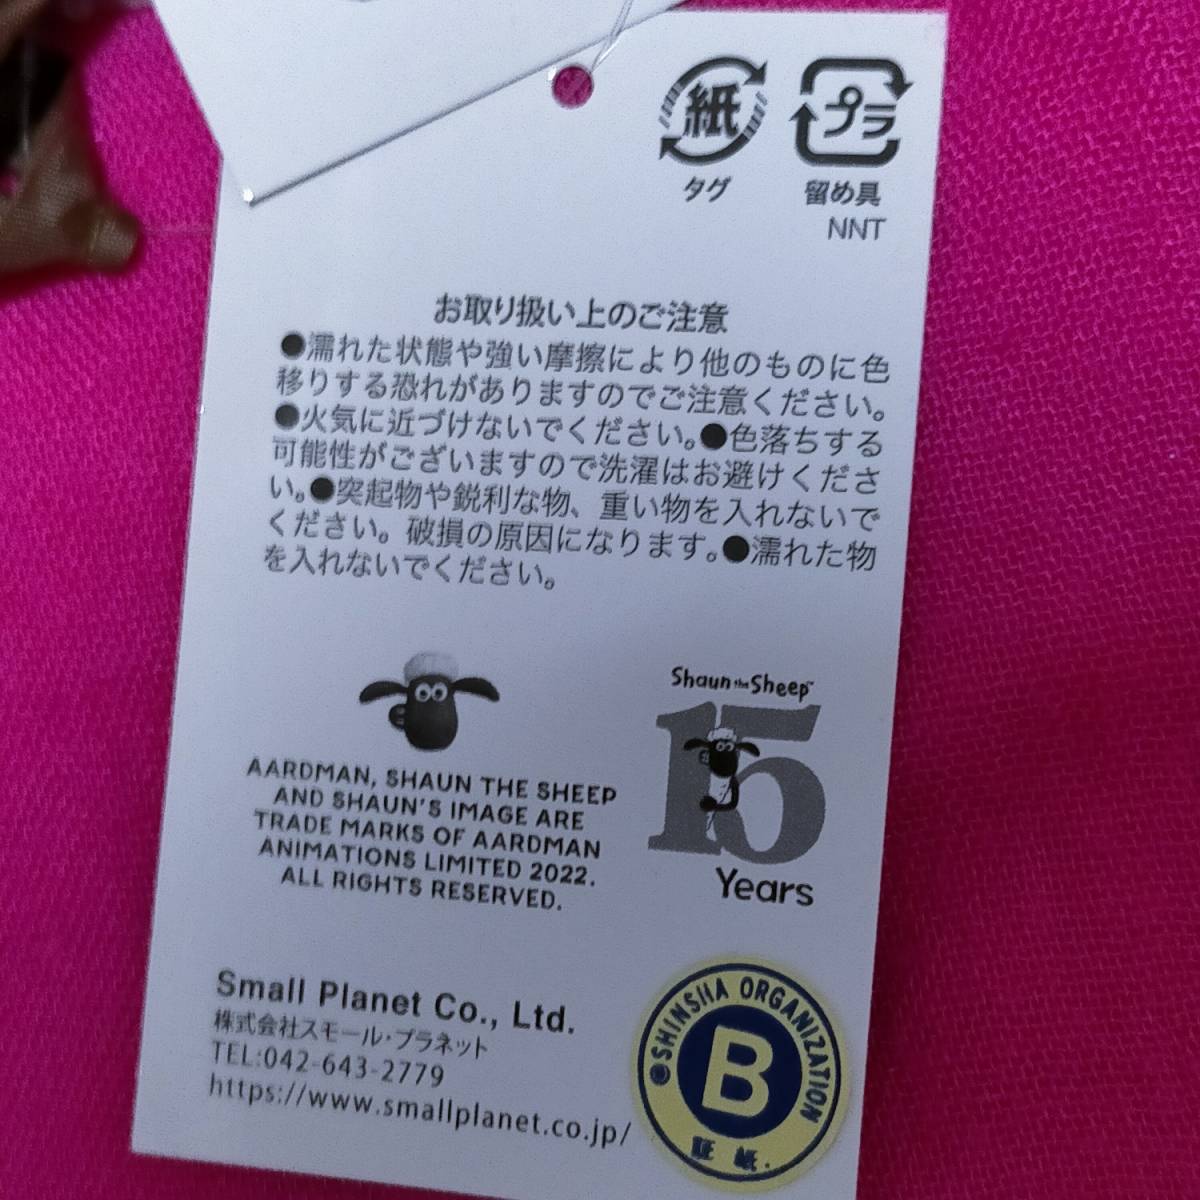 紙
プラ
タグ
留め具
NNT
お取り扱い上のご注意
●濡れた状態や強い摩擦により他のものに色
移りする恐れがありますのでご注意ください。
●火気に近づけないでください。●色落ちする
可能性がございますので洗濯はお避けくださ
い。●突起物や鋭利な物、重い物を入れないで
ください。破損の原因になります。●濡れた物
を入れないでください。
Shaun the Sheep™
15
Years
AARDMAN, SHAUN THE SHEEP
AND SHAUN'S IMAGE ARE
TRADE MARKS OF AARDMAN
ANIMATIONS LIMITED 2022.
ALL RIGHTS RESERVED.
Small Planet Co., Ltd.
株式会社スモール・プラネット
TEL:042-643-2779
https://www.smallplanet.co.jp/
SHINSHA ORGANIZATION
B
証紙